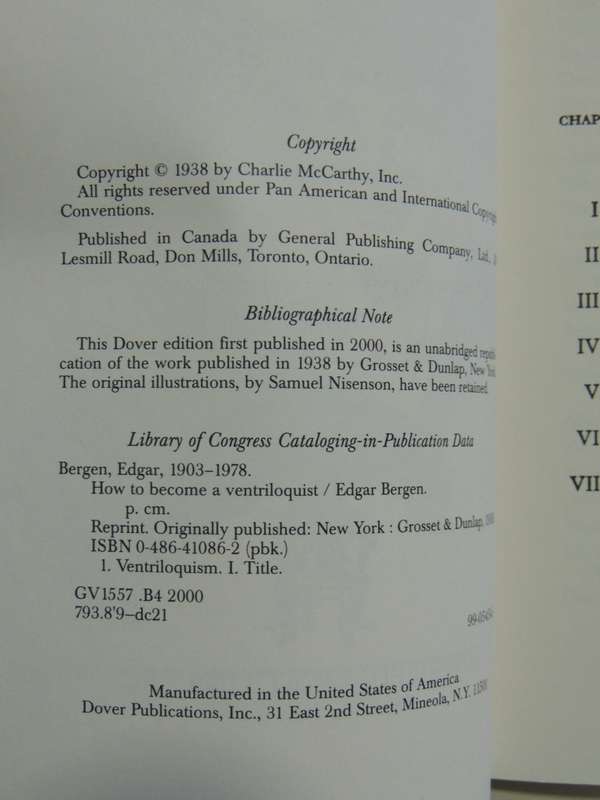 Copyright
Copyright © 1938 by Charlie McCarthy, Inc.
All rights reserved under Pan American and International Copyright
Conventions.
Published in Canada by General Publishing Company, Ltd.,
Lesmill Road, Don Mills, Toronto, Ontario.
Bibliographical Note
This Dover edition first published in 2000, is an unabridged
cation of the work published in 1938 by Grosset & Dunlap, New York
The original illustrations, by Samuel Nisenson, have been retained.
Library of Congress Cataloging-in-Publication Data
Bergen, Edgar, 1903–1978.
How to become a ventriloquist / Edgar Bergen.
p. cm.
Reprint. Originally published: New York : Grosset & Dunlap,
ISBN 0-486-41086-2 (pbk.)
1. Ventriloquism. I. Title.
GV1557 .B4 2000
793.8'9–dc21
Manufactured in the United States of America
Dover Publications, Inc., 31 East 2nd Street, Mineola, N.Y. 11501
CHAP
I
II
III
IV
V
VI
VII